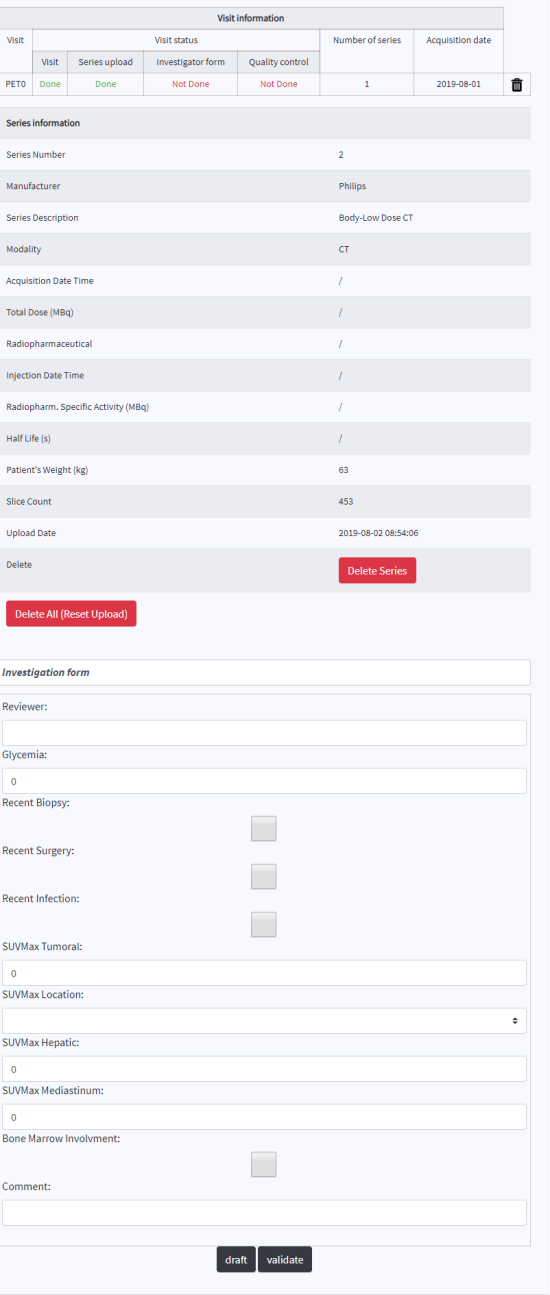 Visit information
Visit Visit status Number of series Acquisition date
Visit Series upload Investigator form Quality control
PET0 Done Done Not Done Not Done 1 2019-08-01
Series information
Series Number 2
Manufacturer Philips
Series Description Body-Low Dose CT
Modality CT
Acquisition Date Time /
Total Dose (MBq) /
Radiopharmaceutical /
Injection Date Time /
Radiopharm. Specific Activity (MBq) /
Half Life (s) /
Patient's Weight (kg) 63
Slice Count 453
Upload Date 2019-08-02 08:54:06
Delete Delete Series
Delete All (Reset Upload)
Investigation form
Reviewer:
Glycemia:
0
Recent Biopsy:
Recent Surgery:
Recent Infection:
SUVMax Tumoral:
0
SUVMax Location:
SUVMax Hepatic:
0
SUVMax Mediastinum:
0
Bone Marrow Involvment:
Comment:
draft validate